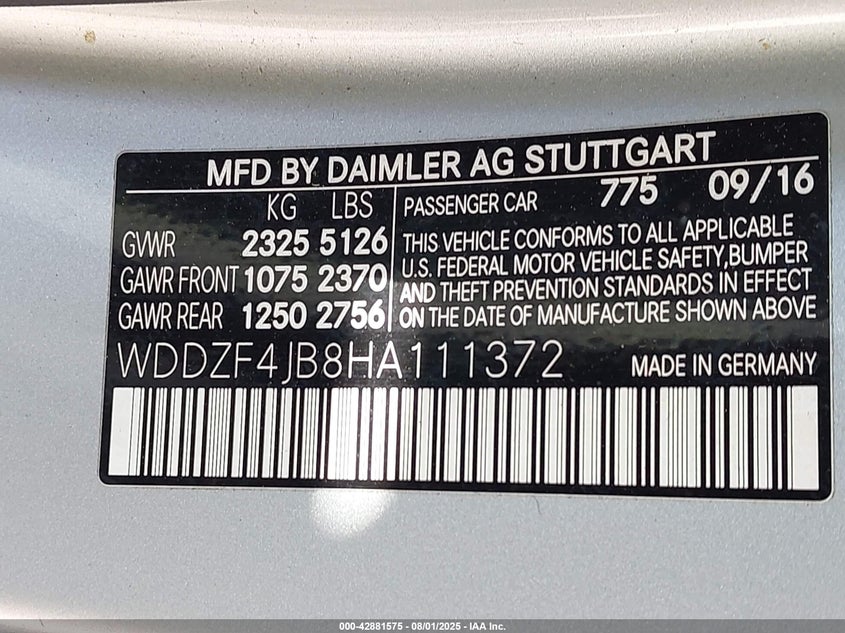 MFD BY DAIMLER AG STUTTGART
KG LBS
GVWR 2325 5126
GAWR FRONT 1075 2370
GAWR REAR 1250 2756
PASSENGER CAR 775 09/16
THIS VEHICLE CONFORMS TO ALL APPLICABLE
U.S. FEDERAL MOTOR VEHICLE SAFETY,BUMPER
AND THEFT PREVENTION STANDARDS IN EFFECT
ON THE DATE OF MANUFACTURE SHOWN ABOVE
WDDZF4JB8HA111372 MADE IN GERMANY
000-42881575 - 08/01/2025 - IAA Inc.